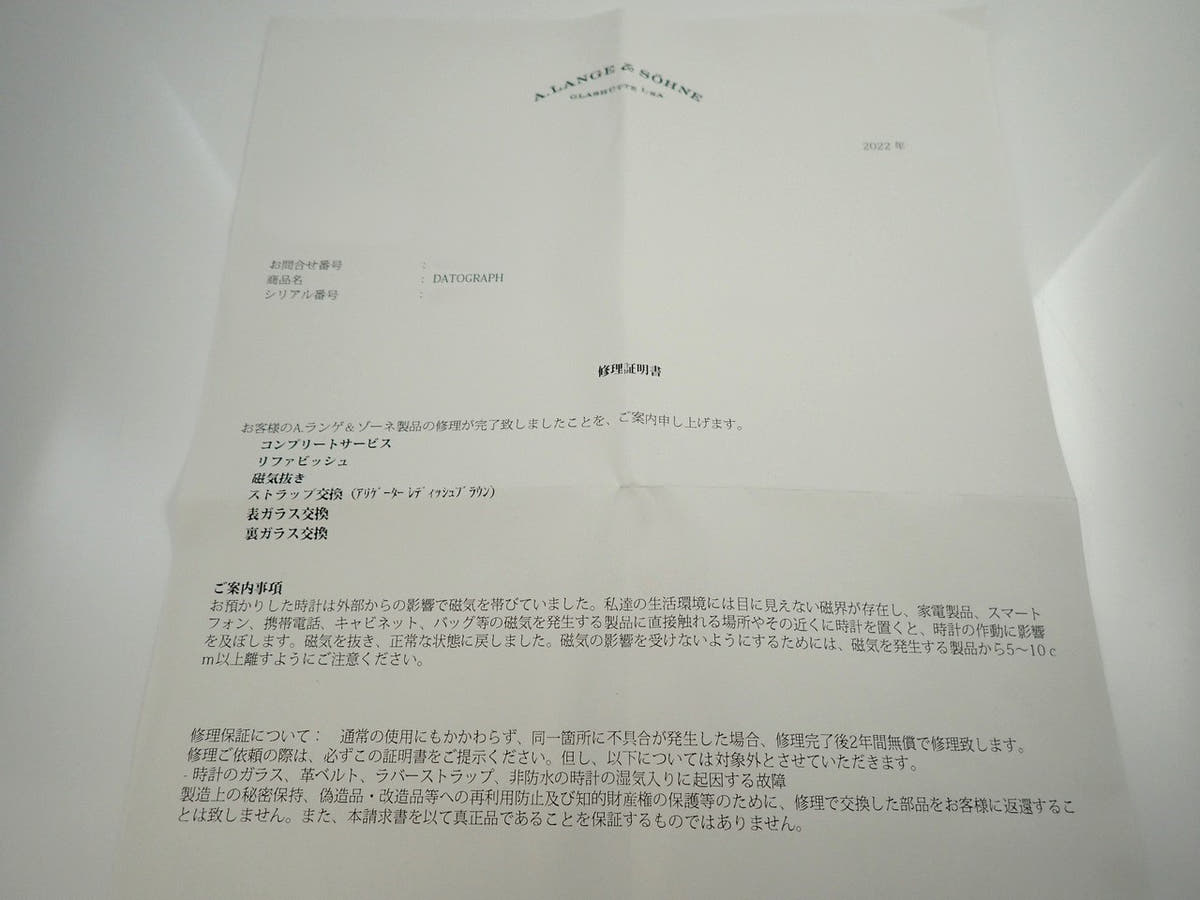 A. LANGE & SÖHNE
GLASHÜTTE I/SA
2022 年
お問合せ番号 :
商品名 : DATOGRAPH
シリアル番号 :
修理証明書
お客様のA.ランゲ&ゾーネ製品の修理が完了致しましたことを、ご案内申し上げます。
コンプリートサービス
リファビッシュ
磁気抜き
ストラップ交換（ｱﾘｹﾞｰﾀｰ ﾚﾃﾞｨｯｼｭﾌﾞﾗｳﾝ）
表ガラス交換
裏ガラス交換
ご案内事項
お預かりした時計は外部からの影響で磁気を帯びていました。私達の生活環境には目に見えない磁界が存在し、家電製品、スマート
フォン、携帯電話、キャビネット、バッグ等の磁気を発生する製品に直接触れる場所やその近くに時計を置くと、時計の作動に影響
を及ぼします。磁気を抜き、正常な状態に戻しました。磁気の影響を受けないようにするためには、磁気を発生する製品から5～10ｃ
ｍ以上離すようにご注意ください。
修理保証について： 通常の使用にもかかわらず、同一箇所に不具合が発生した場合、修理完了後2年間無償で修理致します。
修理ご依頼の際は、必ずこの証明書をご提示ください。但し、以下については対象外とさせていただきます。
- 時計のガラス、革ベルト、ラバーストラップ、非防水の時計の湿気入りに起因する故障
製造上の秘密保持、偽造品・改造品等への再利用防止及び知的財産権の保護等のために、修理で交換した部品をお客様に返還するこ
とは致しません。また、本請求書を以て真正品であることを保証するものではありません。